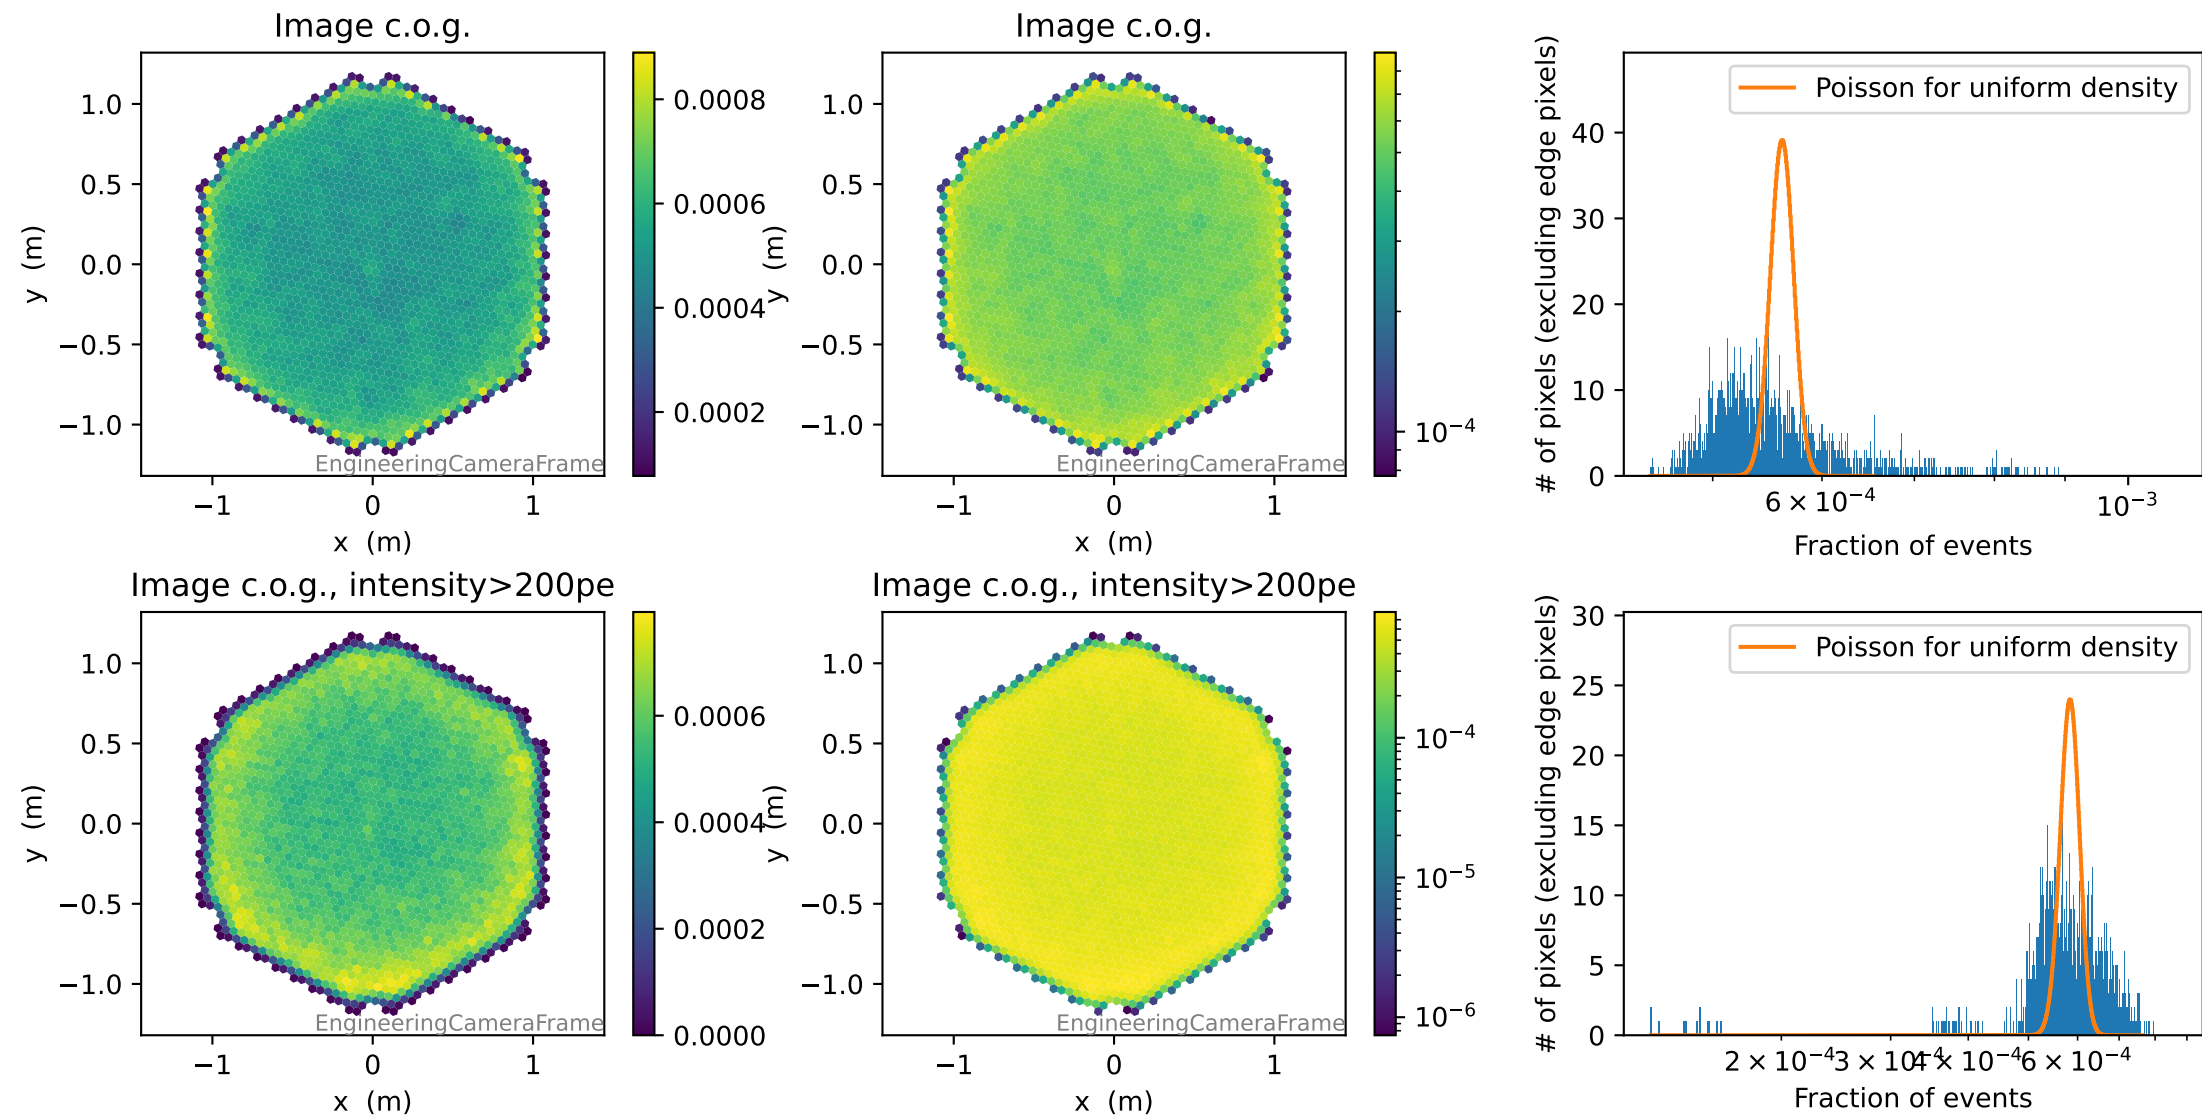 Image c.o.g.
1.0
0.5
0.0
−0.5
−1.0
y (m)
−1
0
1
x (m)
EngineeringCameraFrame
0.0008
0.0006
0.0004
0.0002
Image c.o.g.
1.0
0.5
0.0
−0.5
−1.0
y (m)
−1
0
1
x (m)
EngineeringCameraFrame
10⁻⁴
Poisson for uniform density
# of pixels (excluding edge pixels)
40
30
20
10
0
6 × 10⁻⁴
10⁻³
Fraction of events
Image c.o.g., intensity>200pe
1.0
0.5
0.0
−0.5
−1.0
y (m)
−1
0
1
x (m)
EngineeringCameraFrame
0.0006
0.0004
0.0002
0.0000
Image c.o.g., intensity>200pe
1.0
0.5
0.0
−0.5
−1.0
y (m)
−1
0
1
x (m)
EngineeringCameraFrame
10⁻⁴
10⁻⁵
10⁻⁶
Poisson for uniform density
# of pixels (excluding edge pixels)
30
25
20
15
10
5
0
2 × 10⁻⁴
3 × 10⁻⁴
4 × 10⁻⁴
6 × 10⁻⁴
Fraction of events